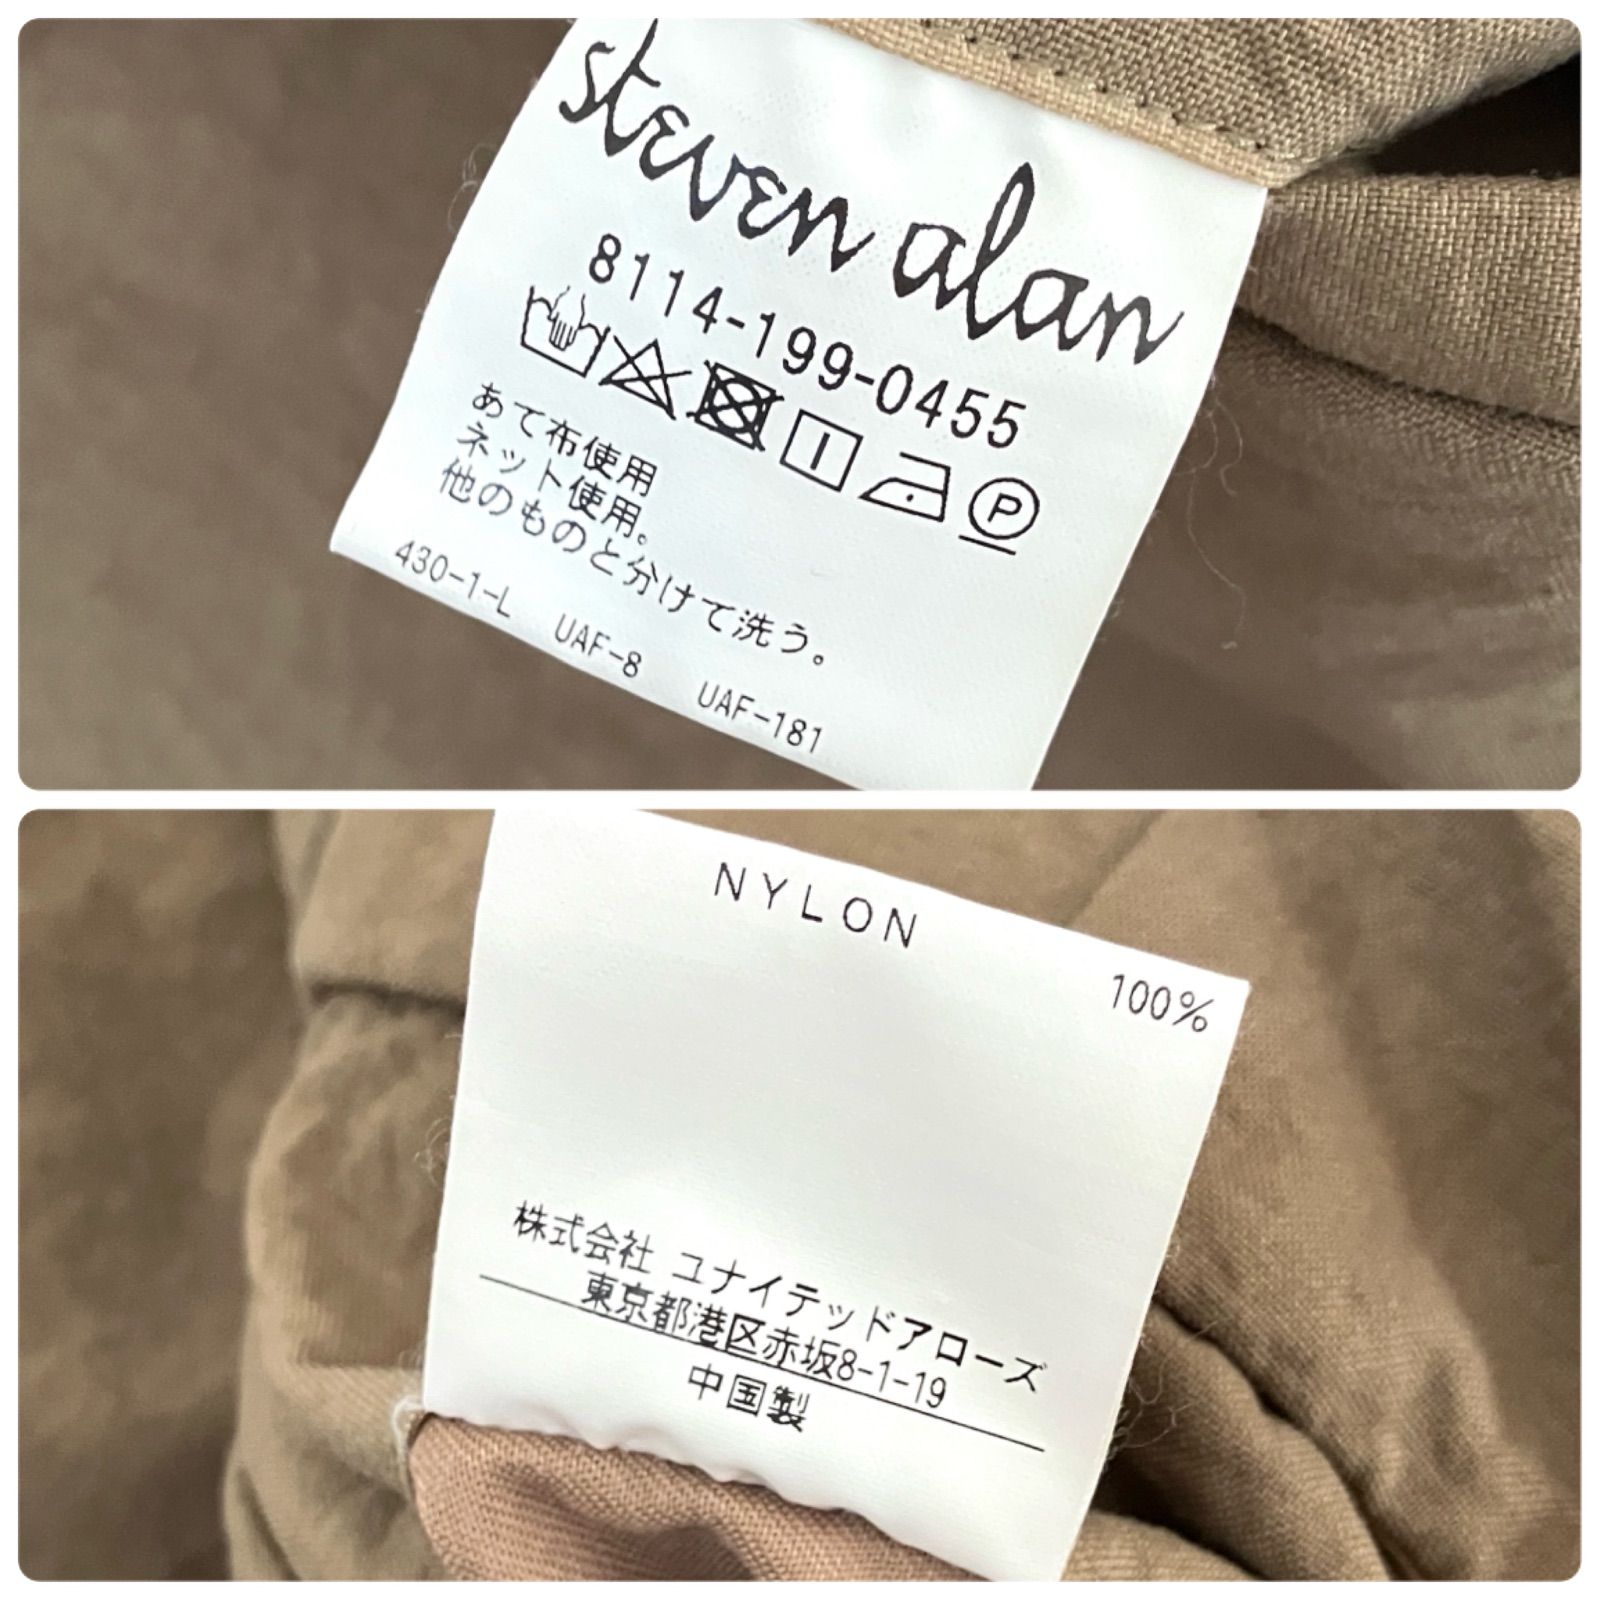 steven alan
8114-199-0455
P
あて布使用
ネット使用。
他のものと分けて洗う。
430-1-L UAF-8 UAF-181
NYLON
100%
株式会社 ユナイテッドアローズ
東京都港区赤坂8-1-19
中国製